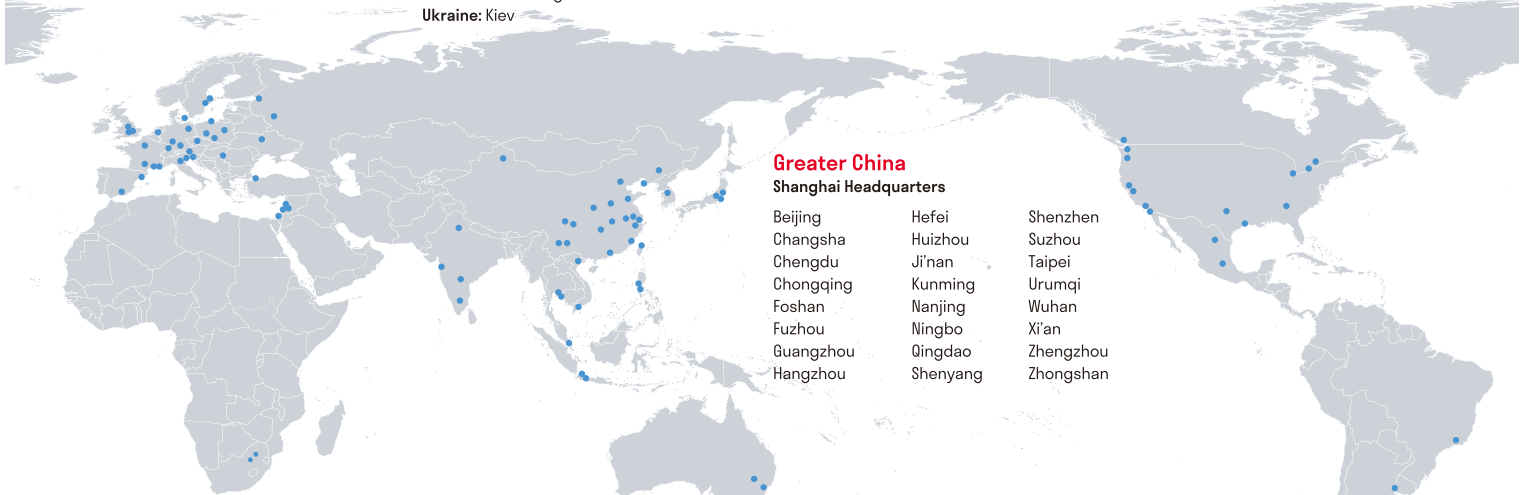 Ukraine: Kiev
Greater China
Shanghai Headquarters
Beijing Hefei Shenzhen
Changsha Huizhou Suzhou
Chengdu Ji'nan Taipei
Chongqing Kunming Urumqi
Foshan Nanjing Wuhan
Fuzhou Ningbo Xi'an
Guangzhou Qingdao Zhengzhou
Hangzhou Shenyang Zhongshan